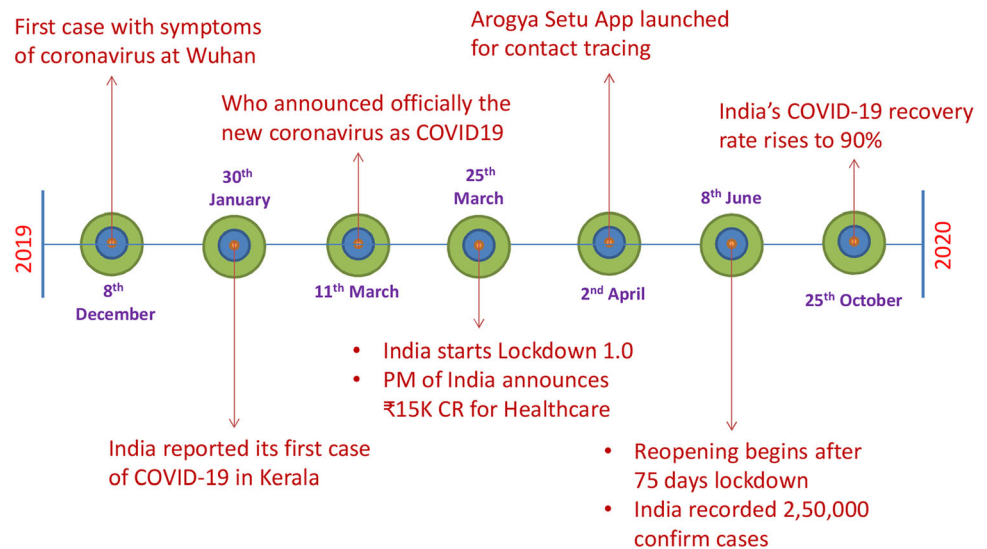 First case with symptoms
of coronavirus at Wuhan
Arogya Setu App launched
for contact tracing
Who announced officially the
new coronavirus as COVID19
India’s COVID-19 recovery
rate rises to 90%
2019
8th
December
30th
January
11th March
25th
March
2nd April
8th June
25th October
2020
• India starts Lockdown 1.0
• PM of India announces
₹15K CR for Healthcare
India reported its first case
of COVID-19 in Kerala
• Reopening begins after
75 days lockdown
• India recorded 2,50,000
confirm cases